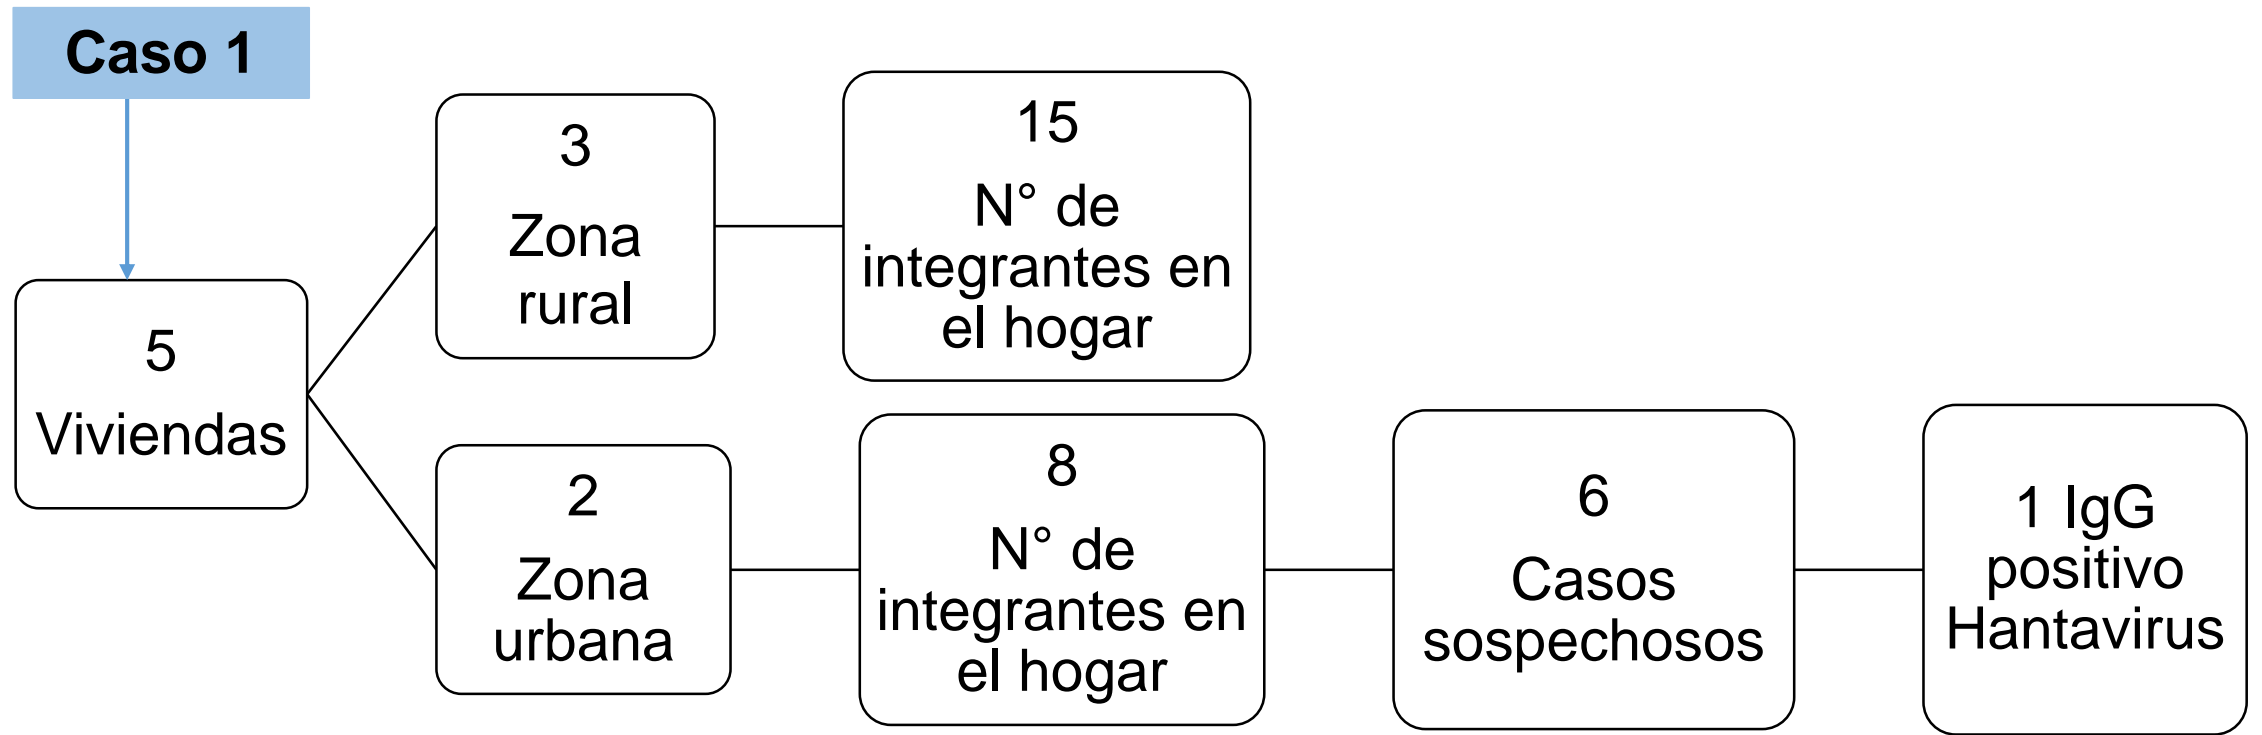 Caso 1
5
Viviendas
3
Zona
rural
15
N° de
integrantes en
el hogar
2
Zona
urbana
8
N° de
integrantes en
el hogar
6
Casos
sospechosos
1 IgG
positivo
Hantavirus